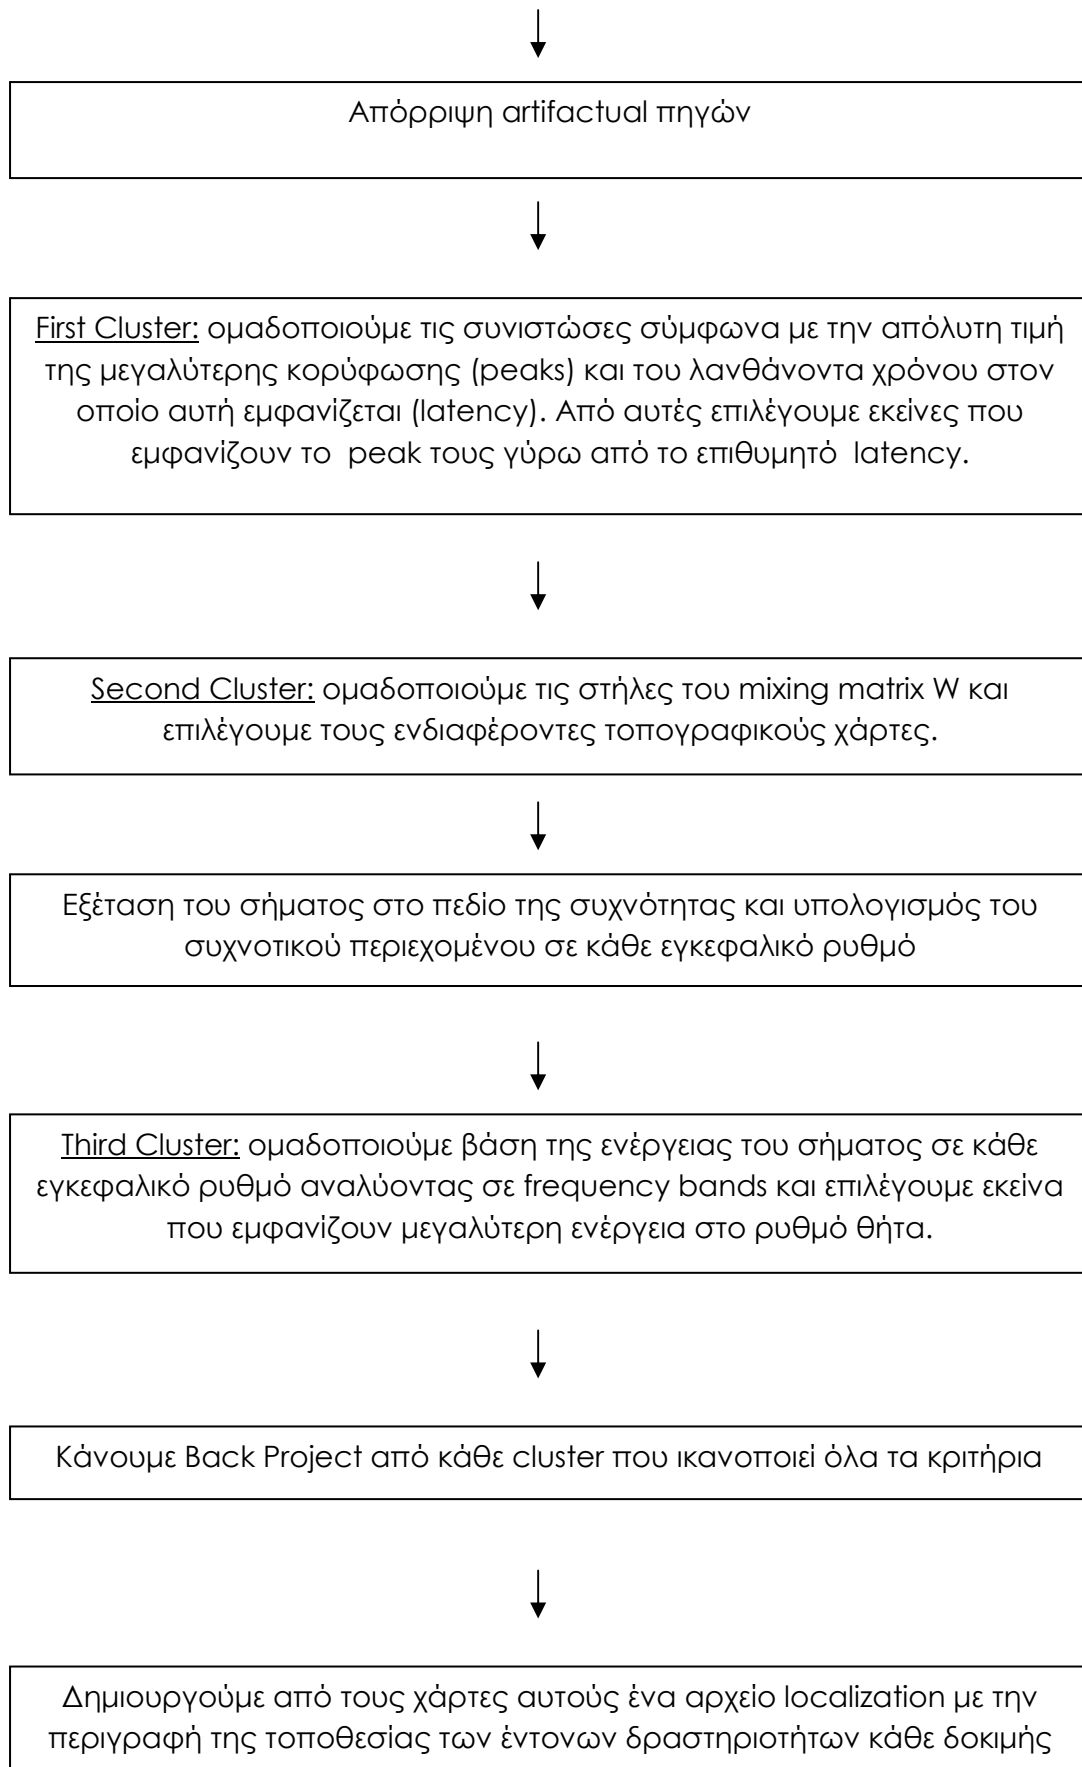 Απόρριψη artifactual πηγών
First Cluster: ομαδοποιούμε τις συνιστώσες σύμφωνα με την απόλυτη τιμή
της μεγαλύτερης κορύφωσης (peaks) και του λανθάνοντα χρόνου στον
οποίο αυτή εμφανίζεται (latency). Από αυτές επιλέγουμε εκείνες που
εμφανίζουν το peak τους γύρω από το επιθυμητό latency.
Second Cluster: ομαδοποιούμε τις στήλες του mixing matrix W και
επιλέγουμε τους ενδιαφέροντες τοπογραφικούς χάρτες.
Εξέταση του σήματος στο πεδίο της συχνότητας και υπολογισμός του
συχνοτικού περιεχομένου σε κάθε εγκεφαλικό ρυθμό
Third Cluster: ομαδοποιούμε βάση της ενέργειας του σήματος σε κάθε
εγκεφαλικό ρυθμό αναλύοντας σε frequency bands και επιλέγουμε εκείνα
που εμφανίζουν μεγαλύτερη ενέργεια στο ρυθμό θήτα.
Κάνουμε Back Project από κάθε cluster που ικανοποιεί όλα τα κριτήρια
Δημιουργούμε από τους χάρτες αυτούς ένα αρχείο localization με την
περιγραφή της τοποθεσίας των έντονων δραστηριοτήτων κάθε δοκιμής